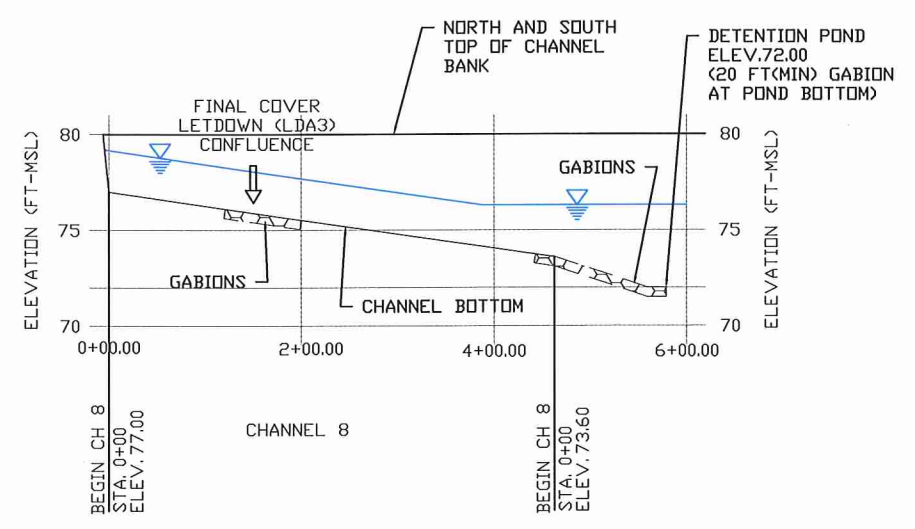 NORTH AND SOUTH
TOP OF CHANNEL
BANK
DETENTION POND
ELEV.72.00
(20 FT(MIN) GABION
AT POND BOTTOM)
FINAL COVER
LETDOWN (LDA3)
CONFLUENCE
80
80
GABIONS
ELEVATION (FT-MSL)
75
75
ELEVATION (FT-MSL)
GABIONS
CHANNEL BOTTOM
70
70
0+00.00
2+00.00
4+00.00
6+00.00
BEGIN CH 8
STA. 0+00
ELEV.77.00
CHANNEL 8
BEGIN CH 8
STA. 0+00
ELEV.73.60